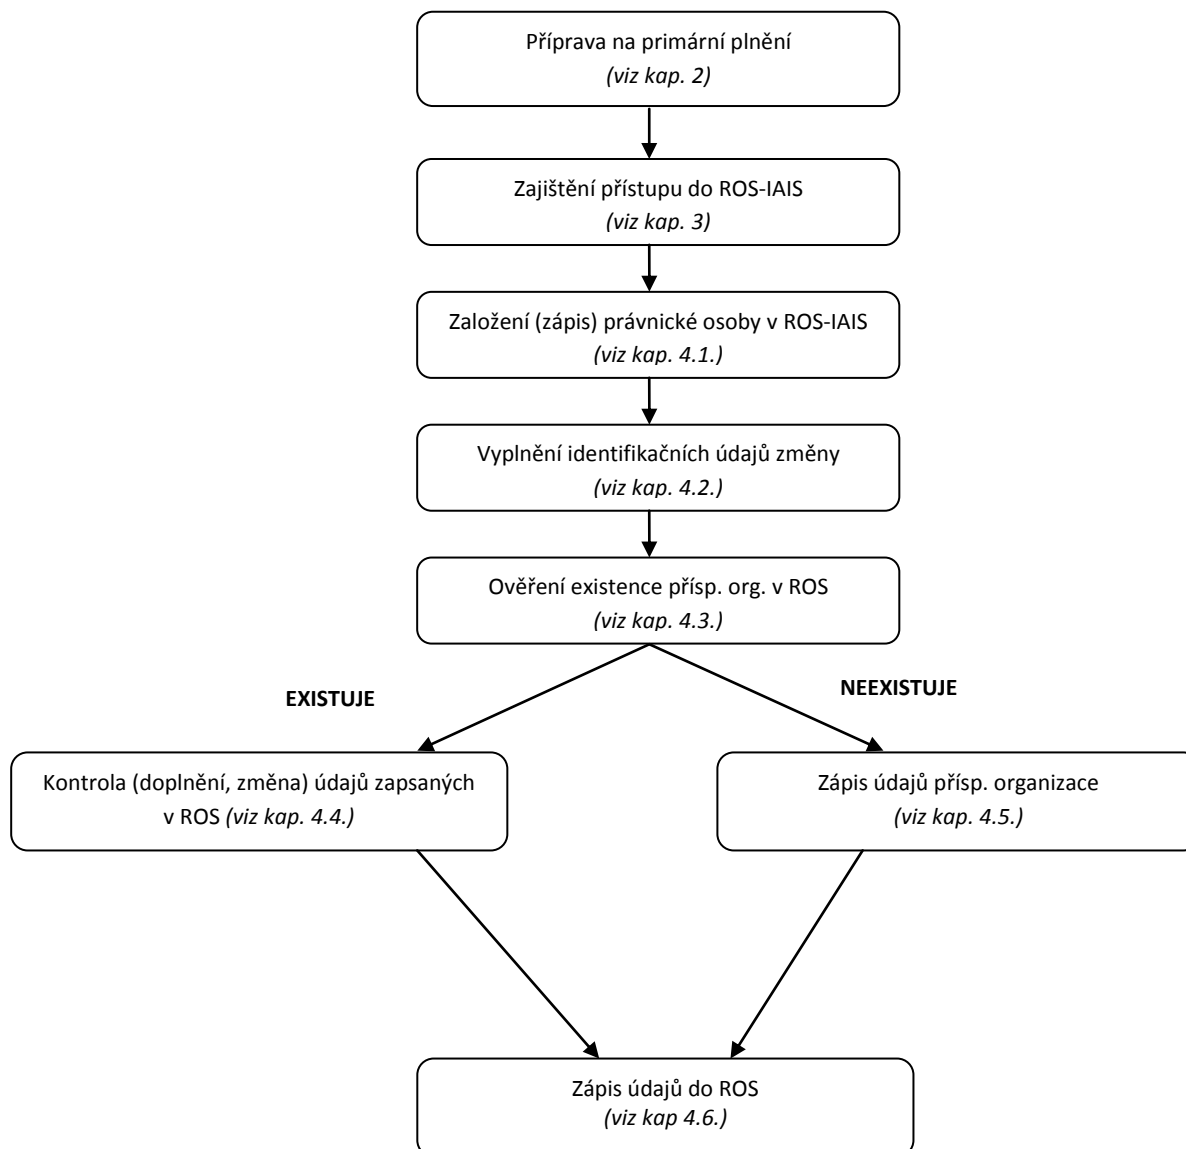 Příprava na primární plnění
(viz kap. 2)
Zajištění přístupu do ROS-IAIS
(viz kap. 3)
Založení (zápis) právnické osoby v ROS-IAIS
(viz kap. 4.1.)
Vyplnění identifikačních údajů změny
(viz kap. 4.2.)
Ověření existence přísp. org. v ROS
(viz kap. 4.3.)
EXISTUJE
NEEXISTUJE
Kontrola (doplnění, změna) údajů zapsaných
v ROS (viz kap. 4.4.)
Zápis údajů přísp. organizace
(viz kap. 4.5.)
Zápis údajů do ROS
(viz kap 4.6.)